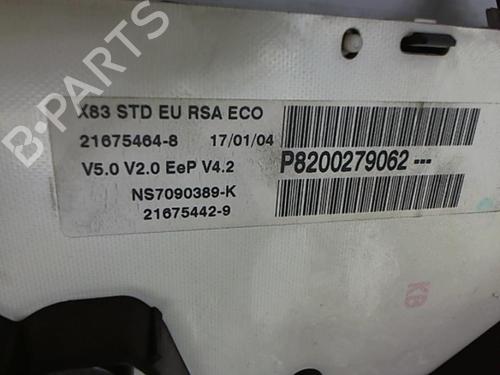 X83 STD EU RSA ECO
21675464-8 17/01/04
V5.0 V2.0 EeP V4.2
P8200279062---
NS7090389-K
21675442-9
KB
B-PARTS